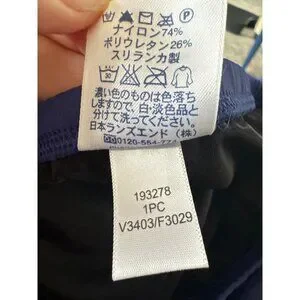 ナイロン74%
ポリウレタン26%
スリランカ製
30
濃い色のものは色落ち
しますので、白・淡色品と
分けて洗ってください。
日本ランズエンド(株)
0120-554-774
193278
1PC
V3403/F3029